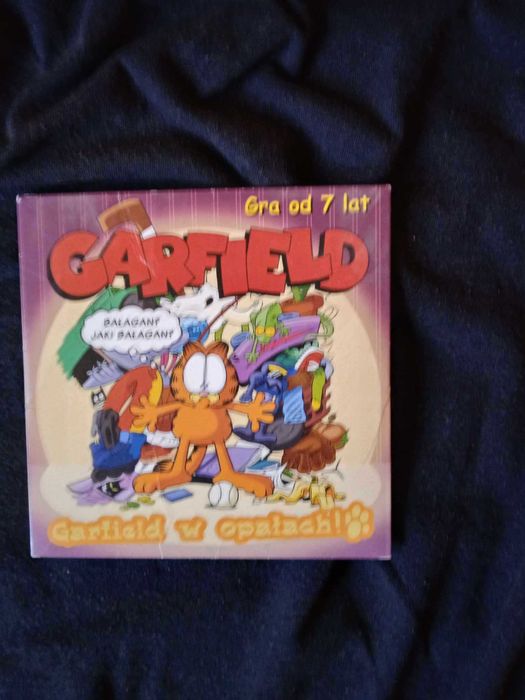 Gra od 7 lat
GARFIELD
BAŁAGAN?
JAKI BAŁAGAN?
Garfield w opałach!